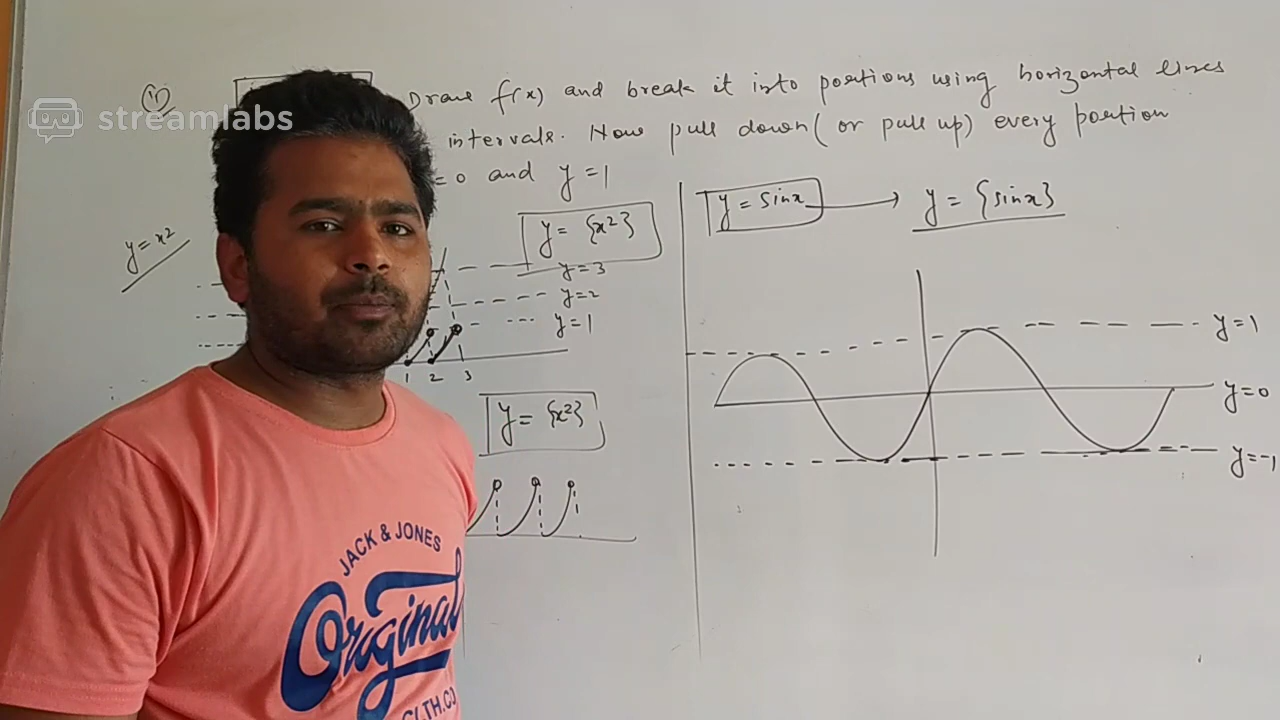 streamlabs
(ii)
Draw f(x) and break it into portions using horizontal lines
intervals. Now pull down (or pull up) every portion
=0 and y=1
y = x²
y = {x²}
y=3
y=2
y=1
1 2 3
y = {x²}
y = sinx → y = {sinx}
y=1
y=0
y=-1
JACK & JONES
Original
CLTH.CO